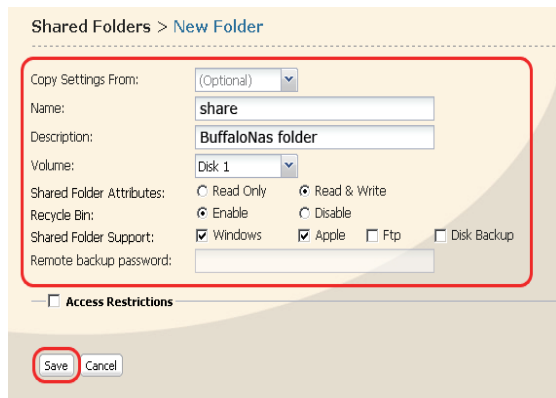 Shared Folders > New Folder
Copy Settings From: (Optional)
Name: share
Description: BuffaloNas folder
Volume: Disk 1
Shared Folder Attributes: Read Only Read & Write
Recycle Bin: Enable Disable
Shared Folder Support: Windows Apple Ftp Disk Backup
Remote backup password:
Access Restrictions
Save Cancel